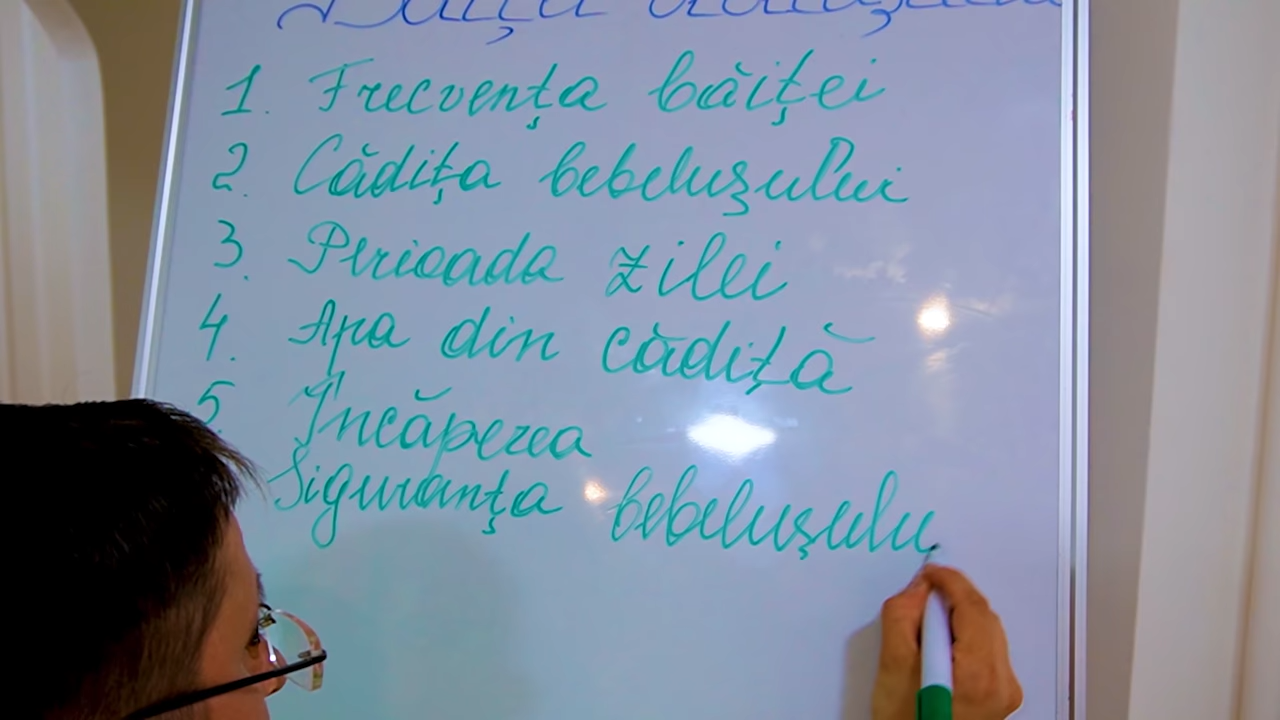 1. Frecvența băiței
2. Cădița bebelușului
3. Perioada zilei
4. Apa din cădiță
5. Încăperea
Siguranța bebelușulu